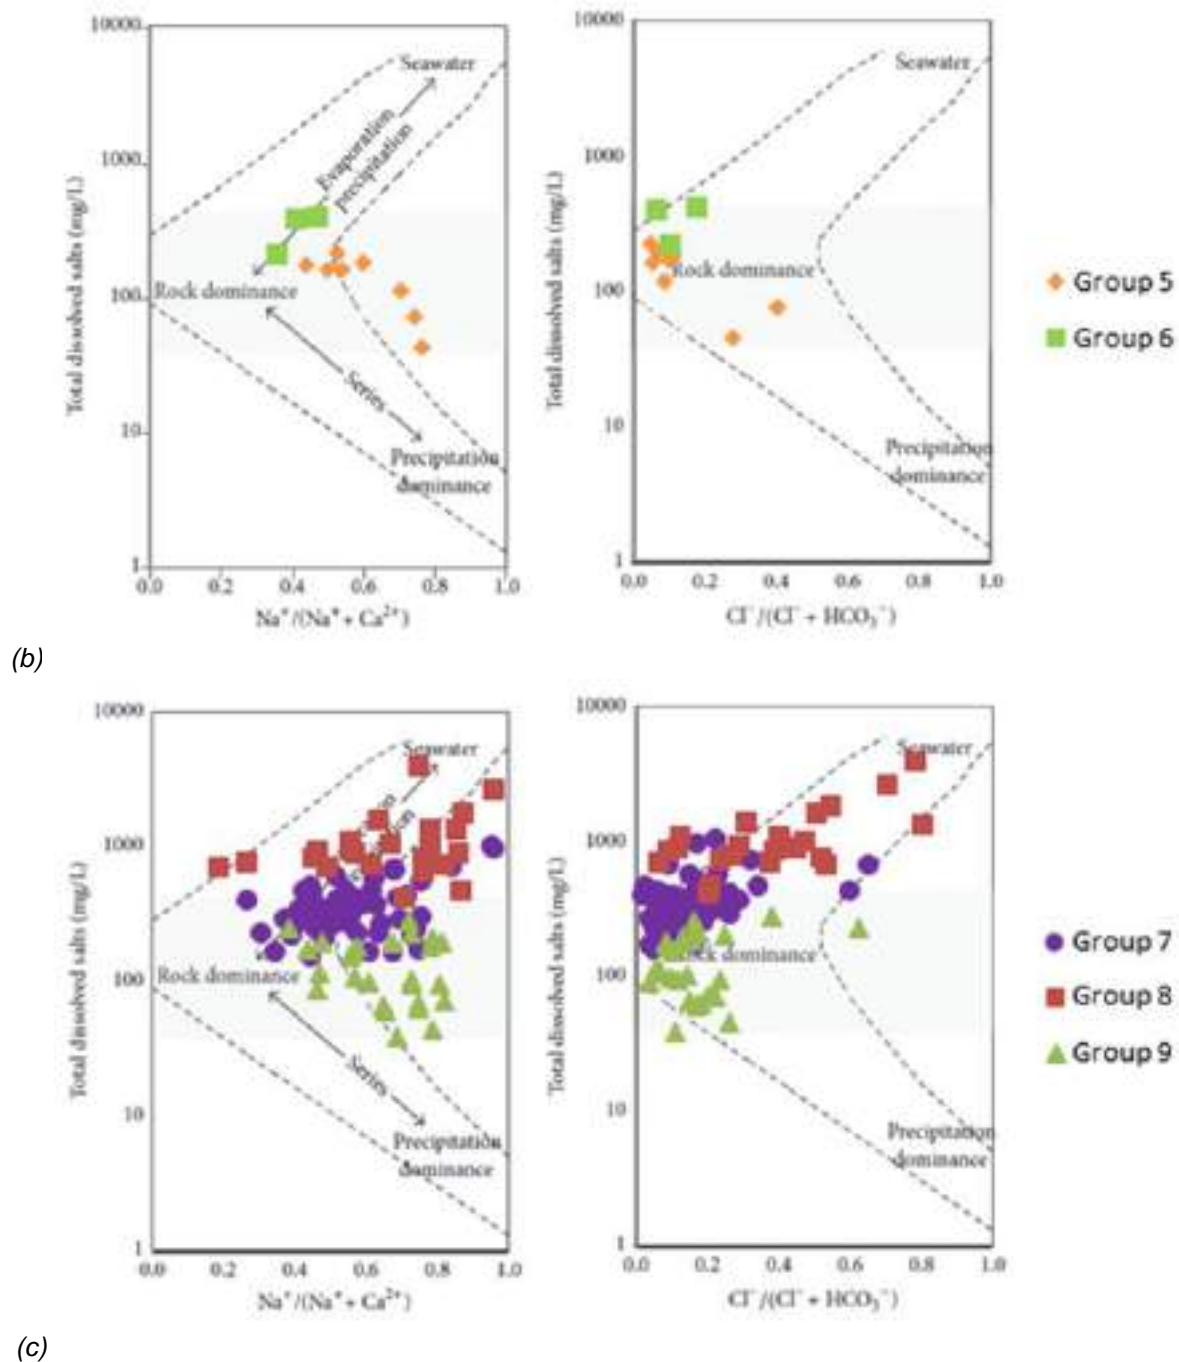 10000
1000
100
10
1
Total dissolved salts (mg/L)
Seawater
Evaporation
precipitation
Rock dominance
Series
Precipitation
dominance
0.0 0.2 0.4 0.6 0.8 1.0
Na⁺/(Na⁺ + Ca²⁺)
10000
1000
100
10
1
Total dissolved salts (mg/L)
Seawater
Rock dominance
Precipitation
dominance
0.0 0.2 0.4 0.6 0.8 1.0
Cl⁻/(Cl⁻ + HCO₃⁻)
Group 5
Group 6
(b)
10000
1000
100
10
1
Total dissolved salts (mg/L)
Seawater
Rock dominance
Series
Precipitation
dominance
0.0 0.2 0.4 0.6 0.8 1.0
Na⁺/(Na⁺ + Ca²⁺)
10000
1000
100
10
1
Total dissolved salts (mg/L)
Seawater
Rock dominance
Precipitation
dominance
0.0 0.2 0.4 0.6 0.8 1.0
Cl⁻/(Cl⁻ + HCO₃⁻)
Group 7
Group 8
Group 9
(c)